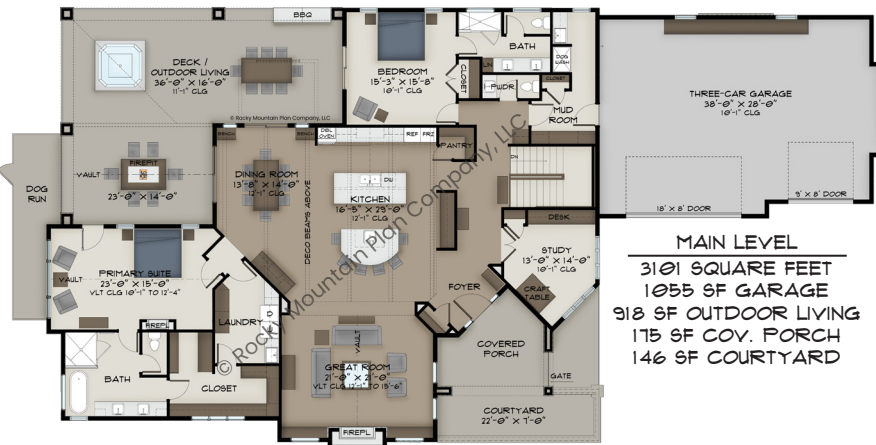 BBQ
DECK /
OUTDOOR LIVING
36'-0" X 16'-0"
11'-1" CLG
© Rocky Mountain Plan Company, LLC
BEDROOM
15'-3" X 15'-8"
10'-1" CLG
CLOSET
LIN
BATH
DOG
WASH
PWDR.
CLOSET
MUD
ROOM
THREE-CAR GARAGE
38'-0" X 28'-0"
10'-1" CLG
18' X 8' DOOR
9' X 8' DOOR
DOG
RUN
VAULT
FIREPIT
23'-0" X 14'-0"
BENCH
BENCH
DINING ROOM
13'-8" X 14'-0"
12'-1" CLG
DECO BEAMS ABOVE
DBL
OVEN
REF FRZ
PANTRY
DW
KITCHEN
16'-5" X 29'-0"
12'-1" CLG
DN
DESK
STUDY
13'-0" X 14'-0"
10'-1" CLG
CRAFT
TABLE
FOYER
VAULT
PRIMARY SUITE
23'-0" X 15'-0"
VLT CLG 10'-1" TO 12'-4"
FREPL
LAUNDRY
W
D
BATH
CLOSET
VAULT
GREAT ROOM
21'-0" X 21'-0"
VLT CLG 12'-1" TO 15'-6"
FIREPL
COVERED
PORCH
GATE
COURTYARD
22'-0" X 7'-0"
© Rocky Mountain Plan Company, LLC
MAIN LEVEL
3101 SQUARE FEET
1055 SF GARAGE
918 SF OUTDOOR LIVING
175 SF COV. PORCH
146 SF COURTYARD